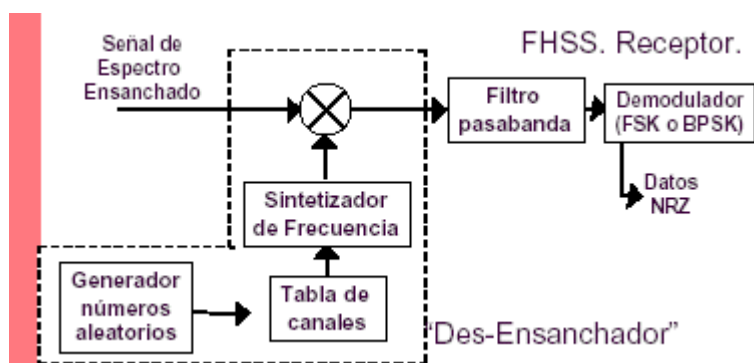 Señal de
Espectro
Ensanchado
FHSS. Receptor.
Filtro
pasabanda
Demodulador
(FSK o BPSK)
Datos
NRZ
Sintetizador
de Frecuencia
Generador
números
aleatorios
Tabla de
canales
“Des-Ensanchador”